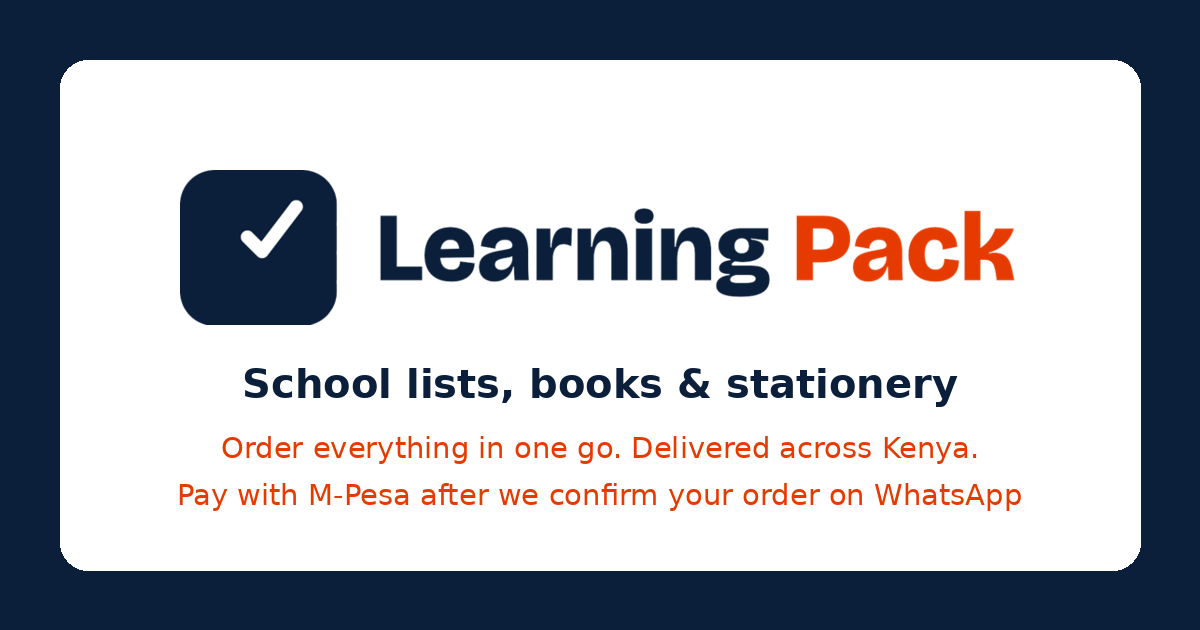 Learning Pack
School lists, books & stationery
Order everything in one go. Delivered across Kenya.
Pay with M-Pesa after we confirm your order on WhatsApp